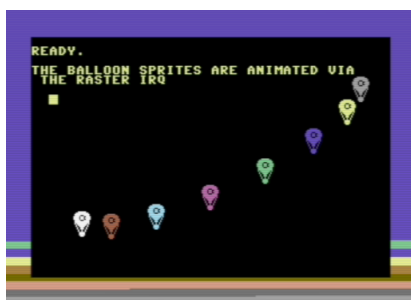 READY.
THE BALLOON SPRITES ARE ANIMATED VIA
THE RASTER IRQ